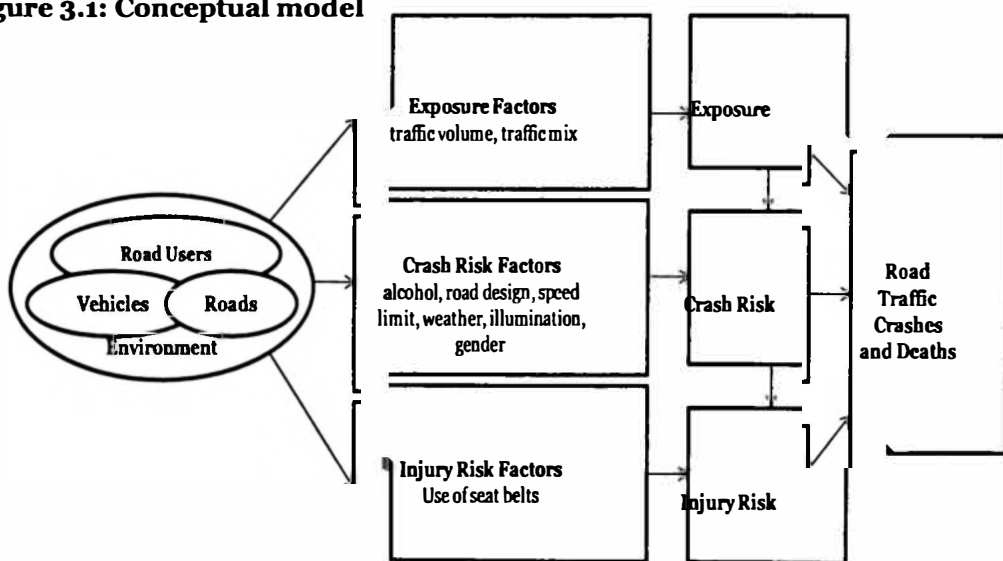 gure 3.1: Conceptual model
Exposure Factors
traffic volume, traffic mix
Exposure
Road Users
Vehicles
Roads
Environment
Crash Risk Factors
alcohol, road design, speed
limit, weather, illumination,
gender
Crash Risk
Road
Traffic
Crashes
and Deaths
Injury Risk Factors
Use of seat belts
Injury Risk